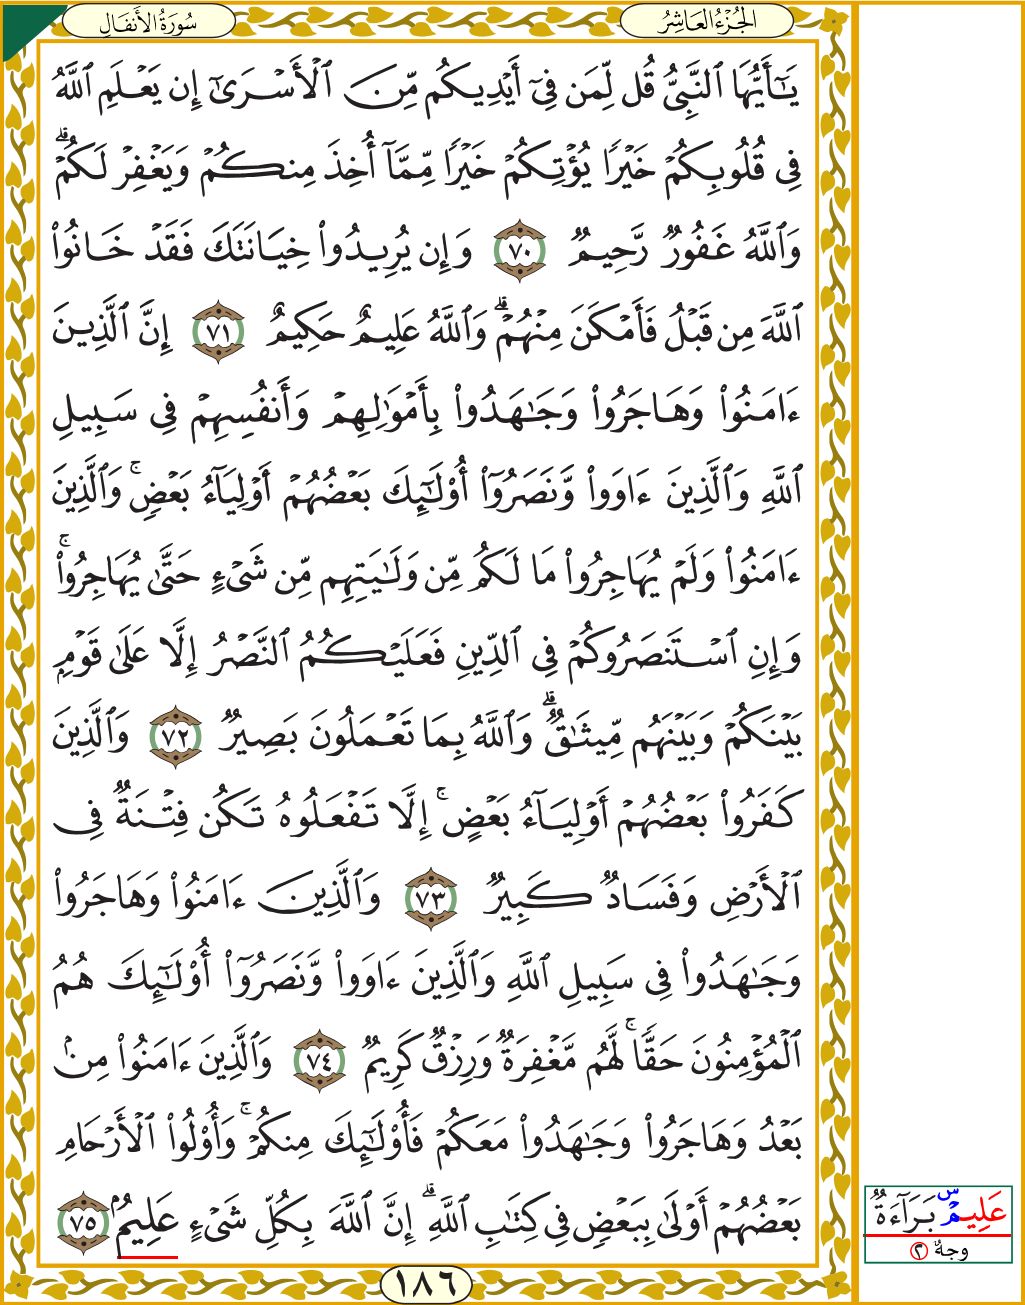 سُورَةُ الأَنفَالِ
الجُزْءُ العَاشِرُ
يَٰٓأَيُّهَا ٱلنَّبِىُّ قُل لِّمَن فِىٓ أَيْدِيكُم مِّنَ ٱلْأَسْرَىٰٓ إِن يَعْلَمِ ٱللَّهُ
فِى قُلُوبِكُمْ خَيْرًا يُؤْتِكُمْ خَيْرًا مِّمَّآ أُخِذَ مِنكُمْ وَيَغْفِرْ لَكُمْۗ
وَٱللَّهُ غَفُورٌ رَّحِيمٌ ٧٠ وَإِن يُرِيدُوا۟ خِيَانَتَكَ فَقَدْ خَانُوا۟
ٱللَّهَ مِن قَبْلُ فَأَمْكَنَ مِنْهُمْۗ وَٱللَّهُ عَلِيمٌ حَكِيمٌ ٧١ إِنَّ ٱلَّذِينَ
ءَامَنُوا۟ وَهَاجَرُوا۟ وَجَٰهَدُوا۟ بِأَمْوَٰلِهِمْ وَأَنفُسِهِمْ فِى سَبِيلِ
ٱللَّهِ وَٱلَّذِينَ ءَاوَوا۟ وَّنَصَرُوٓا۟ أُو۟لَٰٓئِكَ بَعْضُهُمْ أَوْلِيَآءُ بَعْضٍۚ وَٱلَّذِينَ
ءَامَنُوا۟ وَلَمْ يُهَاجِرُوا۟ مَا لَكُم مِّن وَلَٰيَتِهِم مِّن شَىْءٍ حَتَّىٰ يُهَاجِرُوا۟ۚ
وَإِنِ ٱسْتَنصَرُوكُمْ فِى ٱلدِّينِ فَعَلَيْكُمُ ٱلنَّصْرُ إِلَّا عَلَىٰ قَوْمٍۭ
بَيْنَكُمْ وَبَيْنَهُم مِّيثَٰقٌۗ وَٱللَّهُ بِمَا تَعْمَلُونَ بَصِيرٌ ٧٢ وَٱلَّذِينَ
كَفَرُوا۟ بَعْضُهُمْ أَوْلِيَآءُ بَعْضٍۚ إِلَّا تَفْعَلُوهُ تَكُن فِتْنَةٌ فِى
ٱلْأَرْضِ وَفَسَادٌ كَبِيرٌ ٧٣ وَٱلَّذِينَ ءَامَنُوا۟ وَهَاجَرُوا۟
وَجَٰهَدُوا۟ فِى سَبِيلِ ٱللَّهِ وَٱلَّذِينَ ءَاوَوا۟ وَّنَصَرُوٓا۟ أُو۟لَٰٓئِكَ هُمُ
ٱلْمُؤْمِنُونَ حَقًّاۚ لَّهُم مَّغْفِرَةٌ وَرِزْقٌ كَرِيمٌ ٧٤ وَٱلَّذِينَ ءَامَنُوا۟ مِنۢ
بَعْدُ وَهَاجَرُوا۟ وَجَٰهَدُوا۟ مَعَكُمْ فَأُو۟لَٰٓئِكَ مِنكُمْۚ وَأُو۟لُوا۟ ٱلْأَرْحَامِ
بَعْضُهُمْ أَوْلَىٰ بِبَعْضٍ فِى كِتَٰبِ ٱللَّهِۗ إِنَّ ٱللَّهَ بِكُلِّ شَىْءٍ عَلِيمٌۢ ٧٥
عَلِيمٌۜ بَرَآءَةٌ
وجهٌ ٢
١٨٦